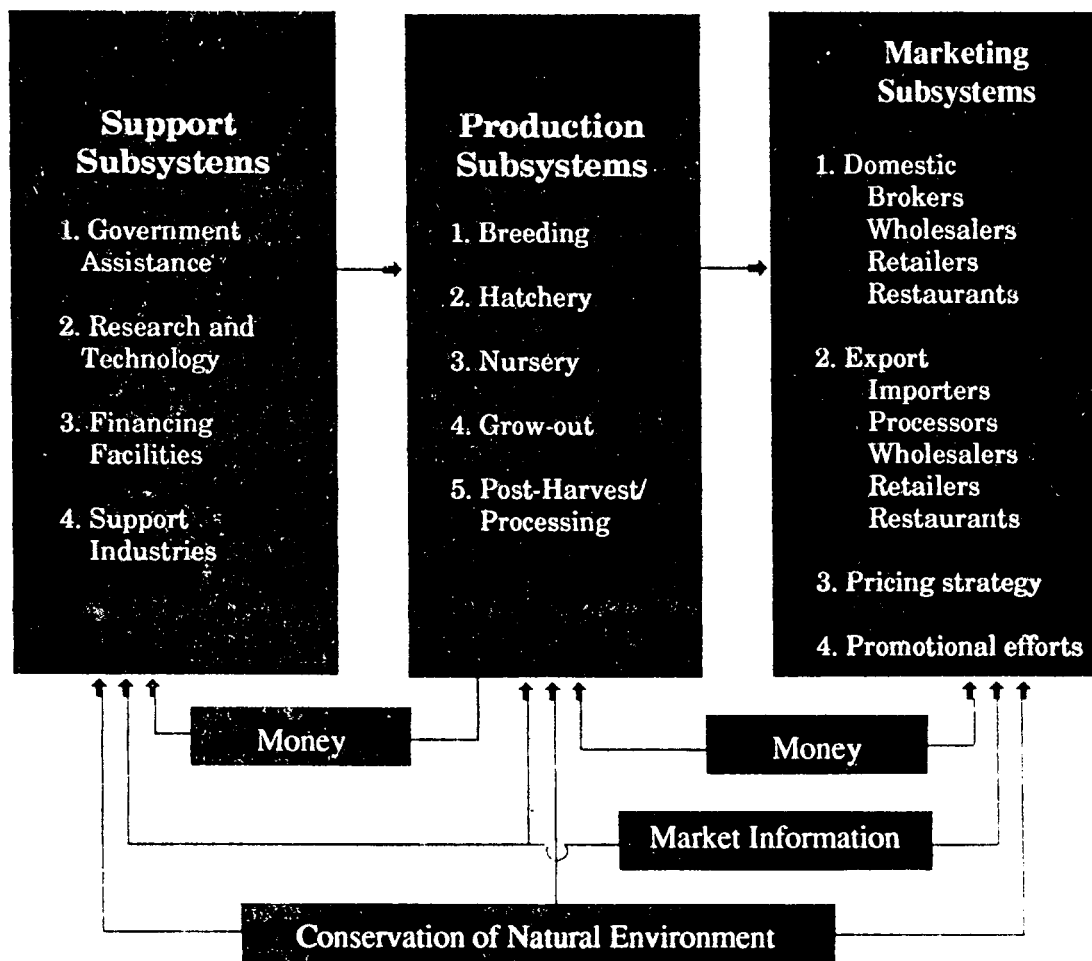 Support
Subsystems
1. Government
Assistance
2. Research and
Technology
3. Financing
Facilities
4. Support
Industries
Production
Subsystems
1. Breeding
2. Hatchery
3. Nursery
4. Grow-out
5. Post-Harvest/
Processing
Marketing
Subsystems
1. Domestic
Brokers
Wholesalers
Retailers
Restaurants
2. Export
Importers
Processors
Wholesalers
Retailers
Restaurants
3. Pricing strategy
4. Promotional efforts
Money
Money
Market Information
Conservation of Natural Environment